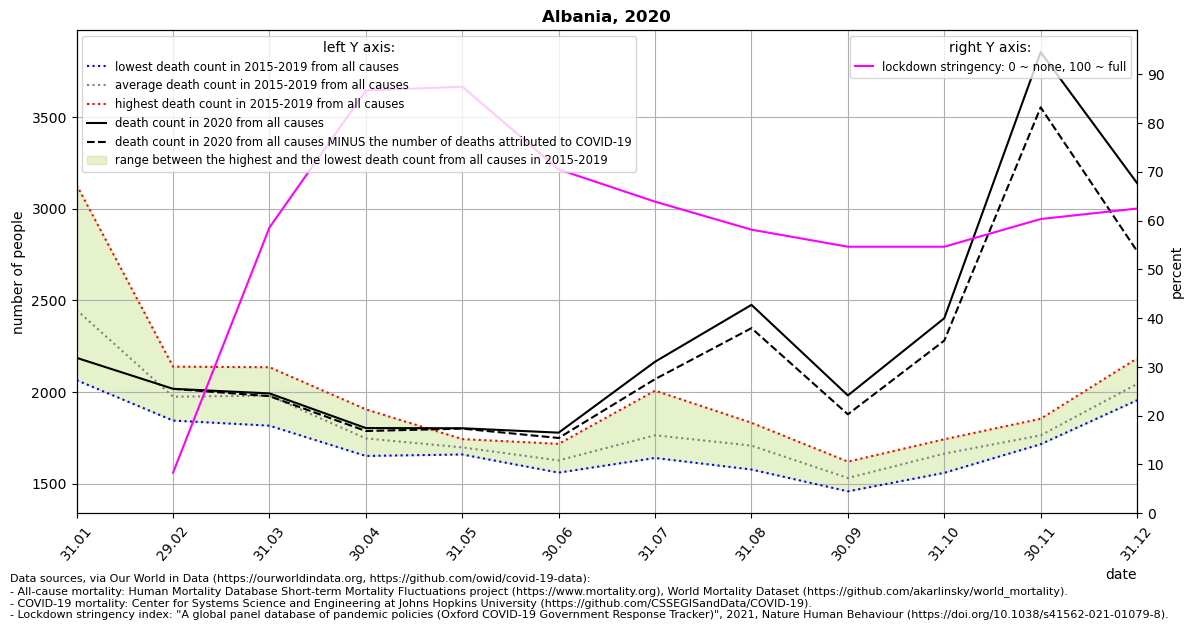 Albania, 2020
left Y axis:
lowest death count in 2015-2019 from all causes
average death count in 2015-2019 from all causes
highest death count in 2015-2019 from all causes
death count in 2020 from all causes
death count in 2020 from all causes MINUS the number of deaths attributed to COVID-19
range between the highest and the lowest death count from all causes in 2015-2019
right Y axis:
lockdown stringency: 0 ~ none, 100 ~ full
number of people
3500
3000
2500
2000
1500
percent
90
80
70
60
50
40
30
20
10
0
31.01
29.02
31.03
30.04
31.05
30.06
31.07
31.08
30.09
31.10
30.11
31.12
date
Data sources, via Our World in Data (https://ourworldindata.org, https://github.com/owid/covid-19-data):
- All-cause mortality: Human Mortality Database Short-term Mortality Fluctuations project (https://www.mortality.org), World Mortality Dataset (https://github.com/akarlinsky/world_mortality).
- COVID-19 mortality: Center for Systems Science and Engineering at Johns Hopkins University (https://github.com/CSSEGISandData/COVID-19).
- Lockdown stringency index: "A global panel database of pandemic policies (Oxford COVID-19 Government Response Tracker)", 2021, Nature Human Behaviour (https://doi.org/10.1038/s41562-021-01079-8).